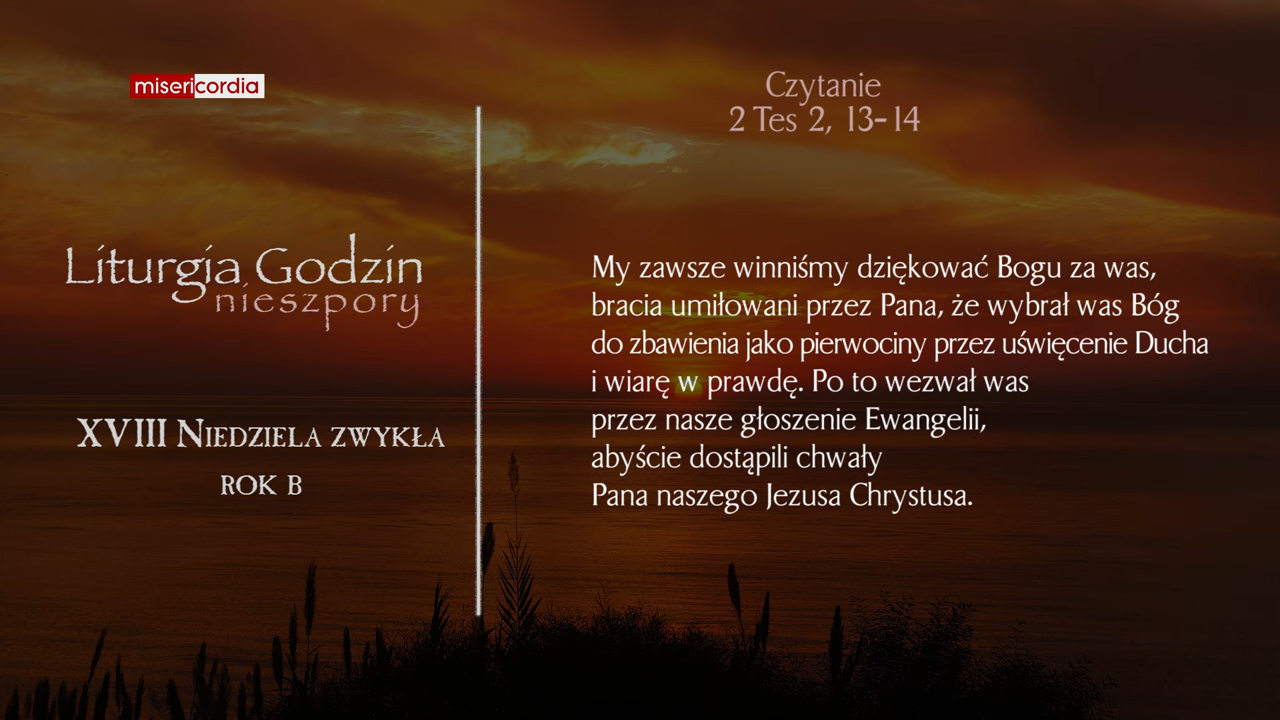 misericordia
Liturgia Godzin
nieszpory
XVIII Niedziela zwykła
rok B
Czytanie
2 Tes 2, 13-14
My zawsze winniśmy dziękować Bogu za was,
bracia umiłowani przez Pana, że wybrał was Bóg
do zbawienia jako pierwociny przez uświęcenie Ducha
i wiarę w prawdę. Po to wezwał was
przez nasze głoszenie Ewangelii,
abyście dostąpili chwały
Pana naszego Jezusa Chrystusa.